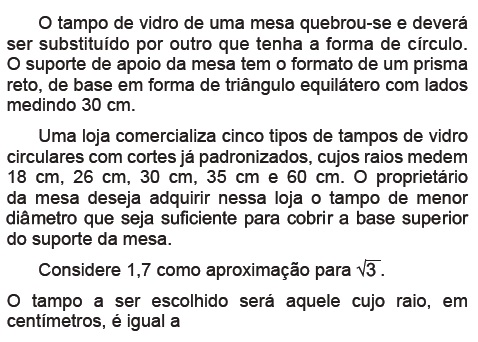 O tampo de vidro de uma mesa quebrou-se e deverá
ser substituído por outro que tenha a forma de círculo.
O suporte de apoio da mesa tem o formato de um prisma
reto, de base em forma de triângulo equilátero com lados
medindo 30 cm.
Uma loja comercializa cinco tipos de tampos de vidro
circulares com cortes já padronizados, cujos raios medem
18 cm, 26 cm, 30 cm, 35 cm e 60 cm. O proprietário
da mesa deseja adquirir nessa loja o tampo de menor
diâmetro que seja suficiente para cobrir a base superior
do suporte da mesa.
Considere 1,7 como aproximação para √3.
O tampo a ser escolhido será aquele cujo raio, em
centímetros, é igual a